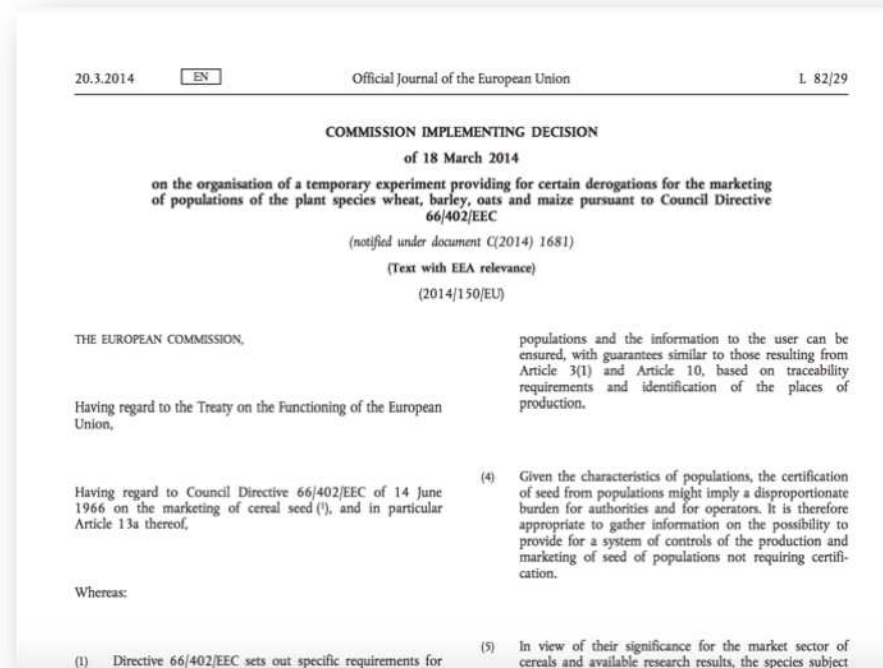 20.3.2014 EN Official Journal of the European Union L 82/29
COMMISSION IMPLEMENTING DECISION
of 18 March 2014
on the organisation of a temporary experiment providing for certain derogations for the marketing
of populations of the plant species wheat, barley, oats and maize pursuant to Council Directive
66/402/EEC
(notified under document C(2014) 1681)
(Text with EEA relevance)
(2014/150/EU)
THE EUROPEAN COMMISSION,
Having regard to the Treaty on the Functioning of the European
Union,
Having regard to Council Directive 66/402/EEC of 14 June
1966 on the marketing of cereal seed (¹), and in particular
Article 13a thereof,
Whereas:
(1) Directive 66/402/EEC sets out specific requirements for
populations and the information to the user can be
ensured, with guarantees similar to those resulting from
Article 3(1) and Article 10, based on traceability
requirements and identification of the places of
production.
(4) Given the characteristics of populations, the certification
of seed from populations might imply a disproportionate
burden for authorities and for operators. It is therefore
appropriate to gather information on the possibility to
provide for a system of controls of the production and
marketing of seed of populations not requiring certifi-
cation.
(5) In view of their significance for the market sector of
cereals and available research results, the species subject